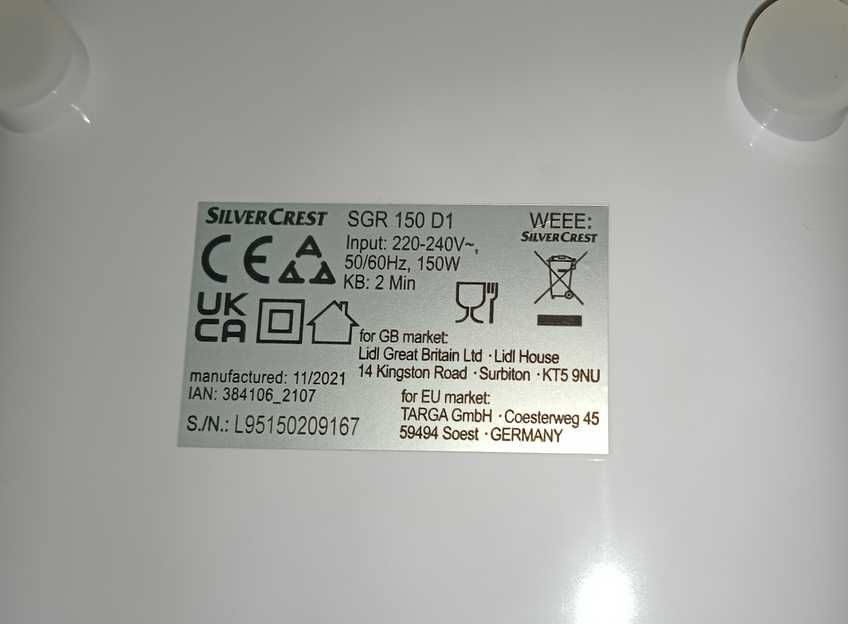 SILVERCREST SGR 150 D1
Input: 220-240V~,
50/60Hz, 150W
KB: 2 Min
WEEE:
SILVERCREST
CE
UK
CA
for GB market:
Lidl Great Britain Ltd · Lidl House
14 Kingston Road · Surbiton · KT5 9NU
manufactured: 11/2021
IAN: 384106_2107
S./N.: L95150209167
for EU market:
TARGA GmbH · Coesterweg 45
59494 Soest · GERMANY